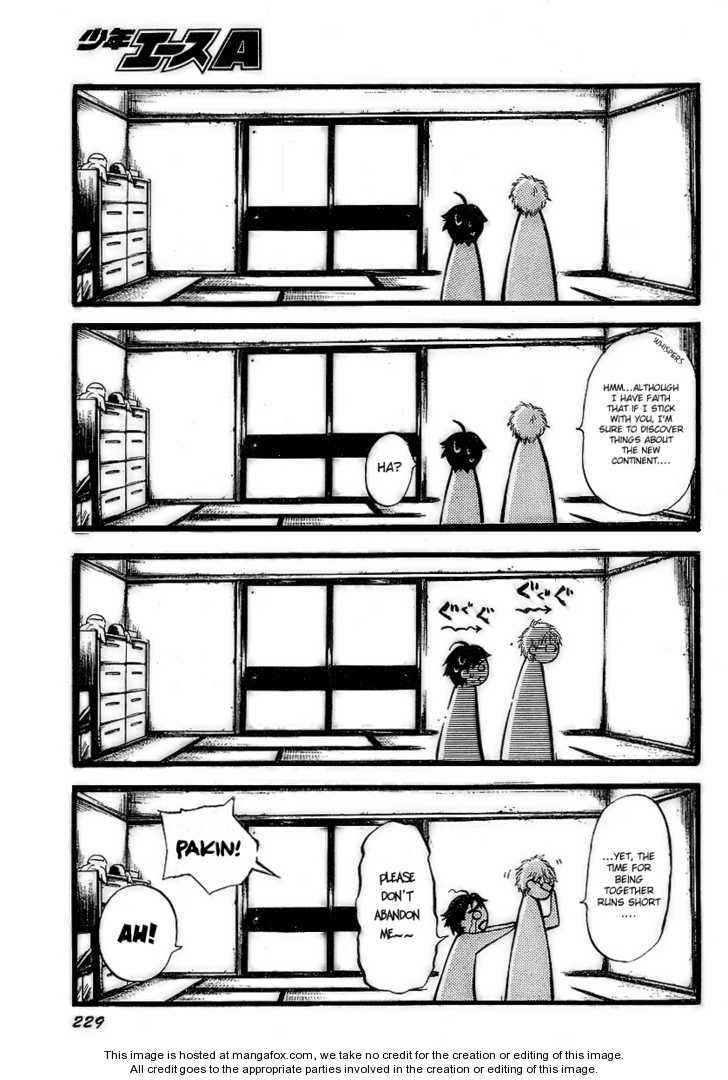 少年エースA
WHISPERS
HMM...ALTHOUGH
I HAVE FAITH
THAT IF I STICK
WITH YOU, I'M
SURE TO DISCOVER
THINGS ABOUT
THE NEW
CONTINENT....
HA?
ぐぐぐ
ぐぐぐ
...YET, THE
TIME FOR
BEING
TOGETHER
RUNS SHORT
....
PLEASE
DON'T
ABANDON
ME~~
PAKIN!
AH!
229
This image is hosted at mangafox.com, we take no credit for the creation or editing of this image.
All credit goes to the appropriate parties involved in the creation or editing of this image.